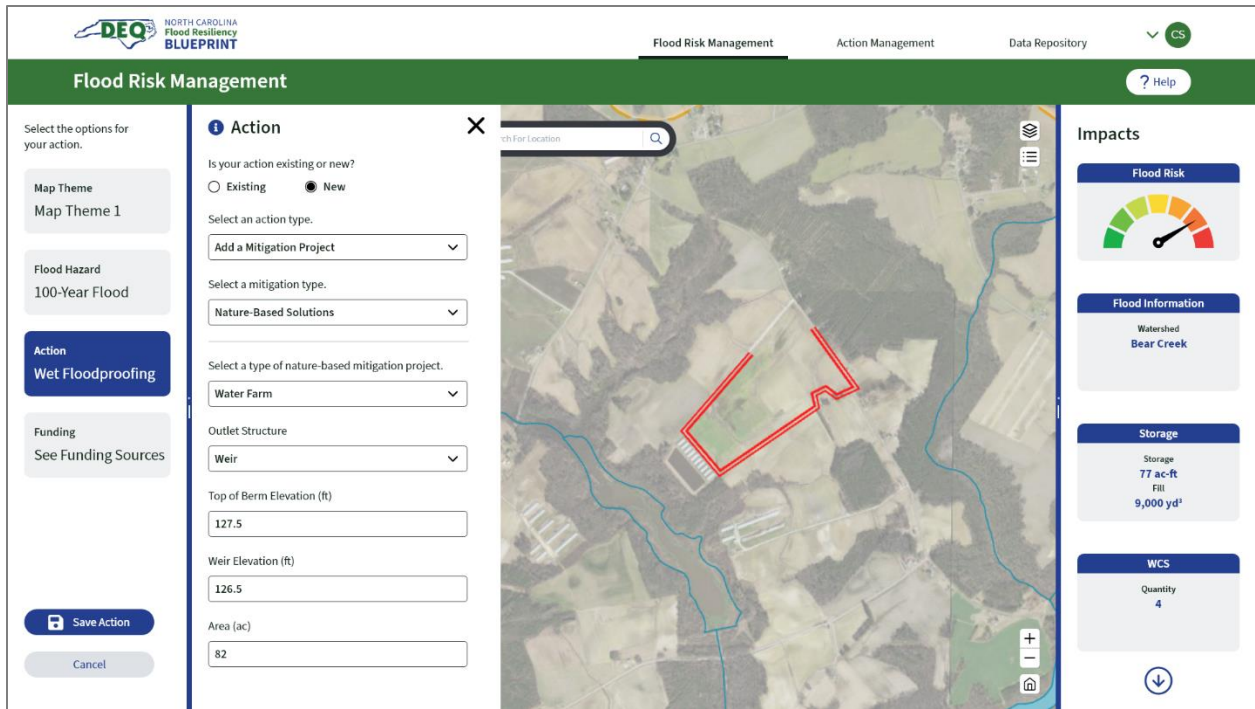 DEQ
NORTH CAROLINA
Flood Resiliency
BLUEPRINT
Flood Risk Management
Action Management
Data Repository
CS
Flood Risk Management
? Help
Select the options for
your action.
Map Theme
Map Theme 1
Flood Hazard
100-Year Flood
Action
Wet Floodproofing
Funding
See Funding Sources
Save Action
Cancel
Action
Is your action existing or new?
Existing
New
Select an action type.
Add a Mitigation Project
Select a mitigation type.
Nature-Based Solutions
Select a type of nature-based mitigation project.
Water Farm
Outlet Structure
Weir
Top of Berm Elevation (ft)
127.5
Weir Elevation (ft)
126.5
Area (ac)
82
rch For Location
Impacts
Flood Risk
Flood Information
Watershed
Bear Creek
Storage
Storage
77 ac-ft
Fill
9,000 yd³
WCS
Quantity
4